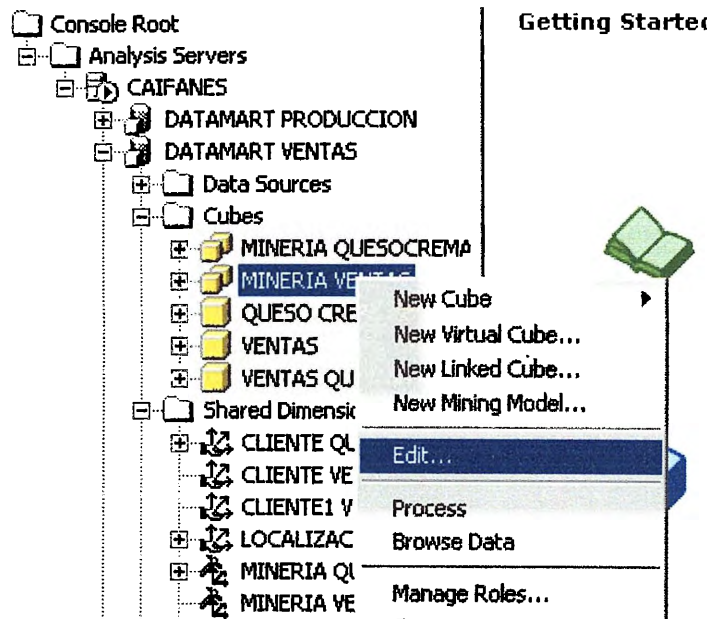 Console Root
Getting Started
Analysis Servers
CAIFANES
DATAMART PRODUCCION
DATAMART VENTAS
Data Sources
Cubes
MINERIA QUESOCREMA
MINERIA VENTAS
QUESO CRE
VENTAS
VENTAS QU
Shared Dimensio
CLIENTE QU
CLIENTE VE
CLIENTE1 V
LOCALIZAC
MINERIA QU
MINERIA VE
New Cube
New Virtual Cube...
New Linked Cube...
New Mining Model...
Edit...
Process
Browse Data
Manage Roles...